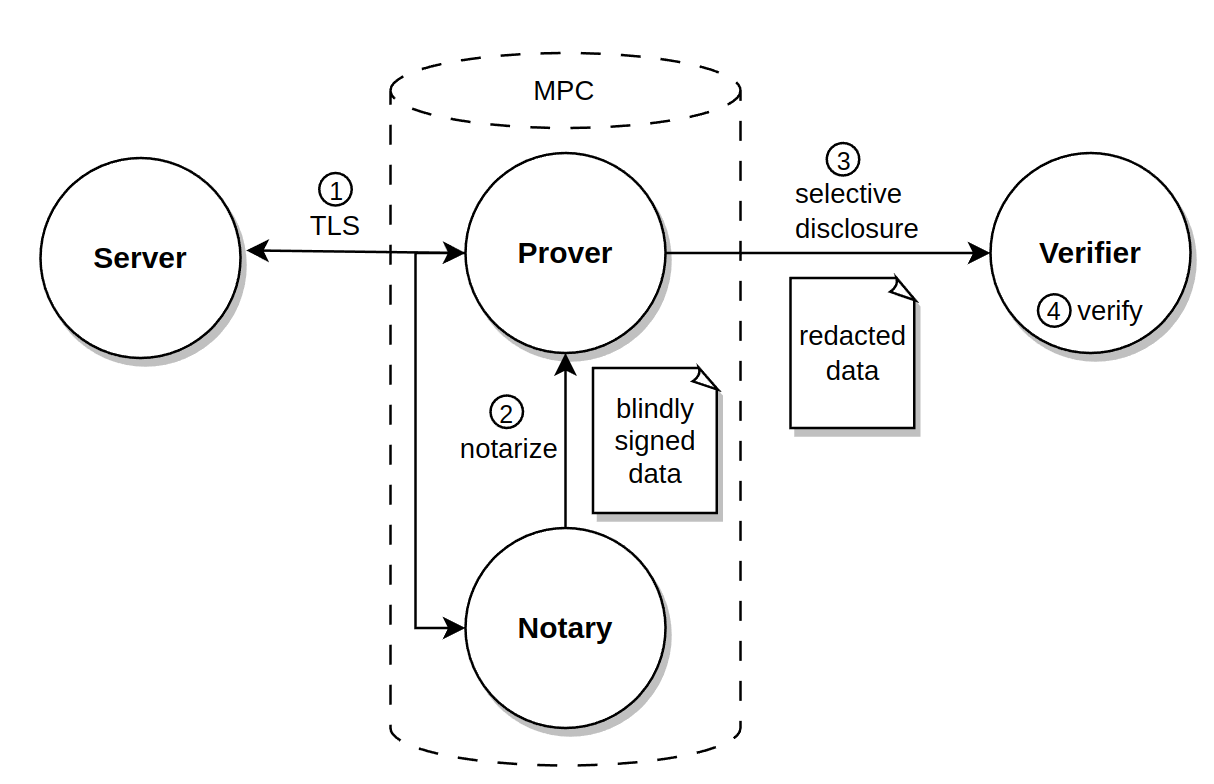 MPC
1
TLS
Server
Prover
3
selective
disclosure
Verifier
4 verify
redacted
data
2
notarize
blindly
signed
data
Notary